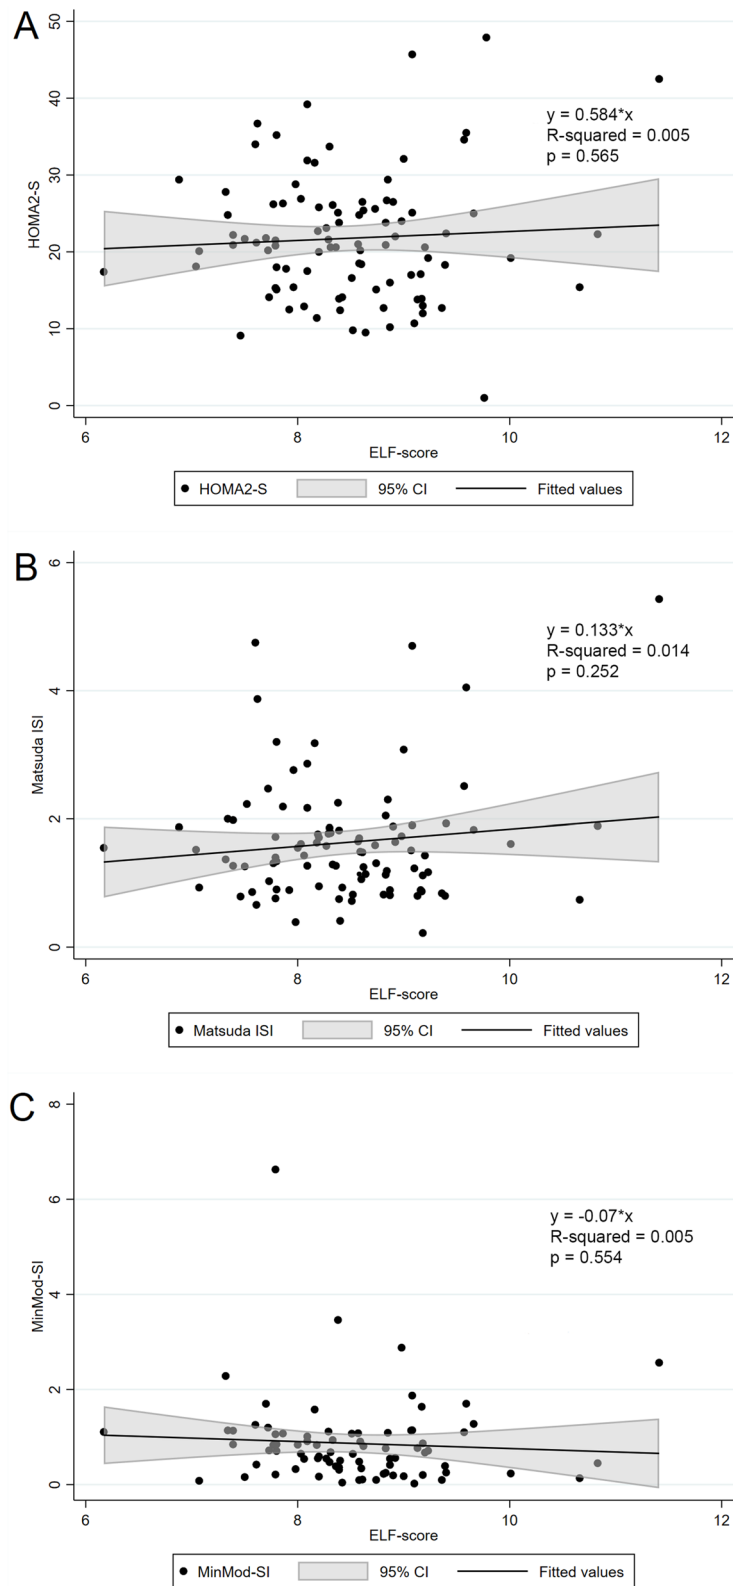 A
50
40
30
20
10
0
HOMA2-S
y = 0.584*x
R-squared = 0.005
p = 0.565
6 8 10 12
ELF-score
HOMA2-S 95% CI Fitted values
B
6
4
2
0
Matsuda ISI
y = 0.133*x
R-squared = 0.014
p = 0.252
6 8 10 12
ELF-score
Matsuda ISI 95% CI Fitted values
C
8
6
4
2
0
MinMod-SI
y = -0.07*x
R-squared = 0.005
p = 0.554
6 8 10 12
ELF-score
MinMod-SI 95% CI Fitted values